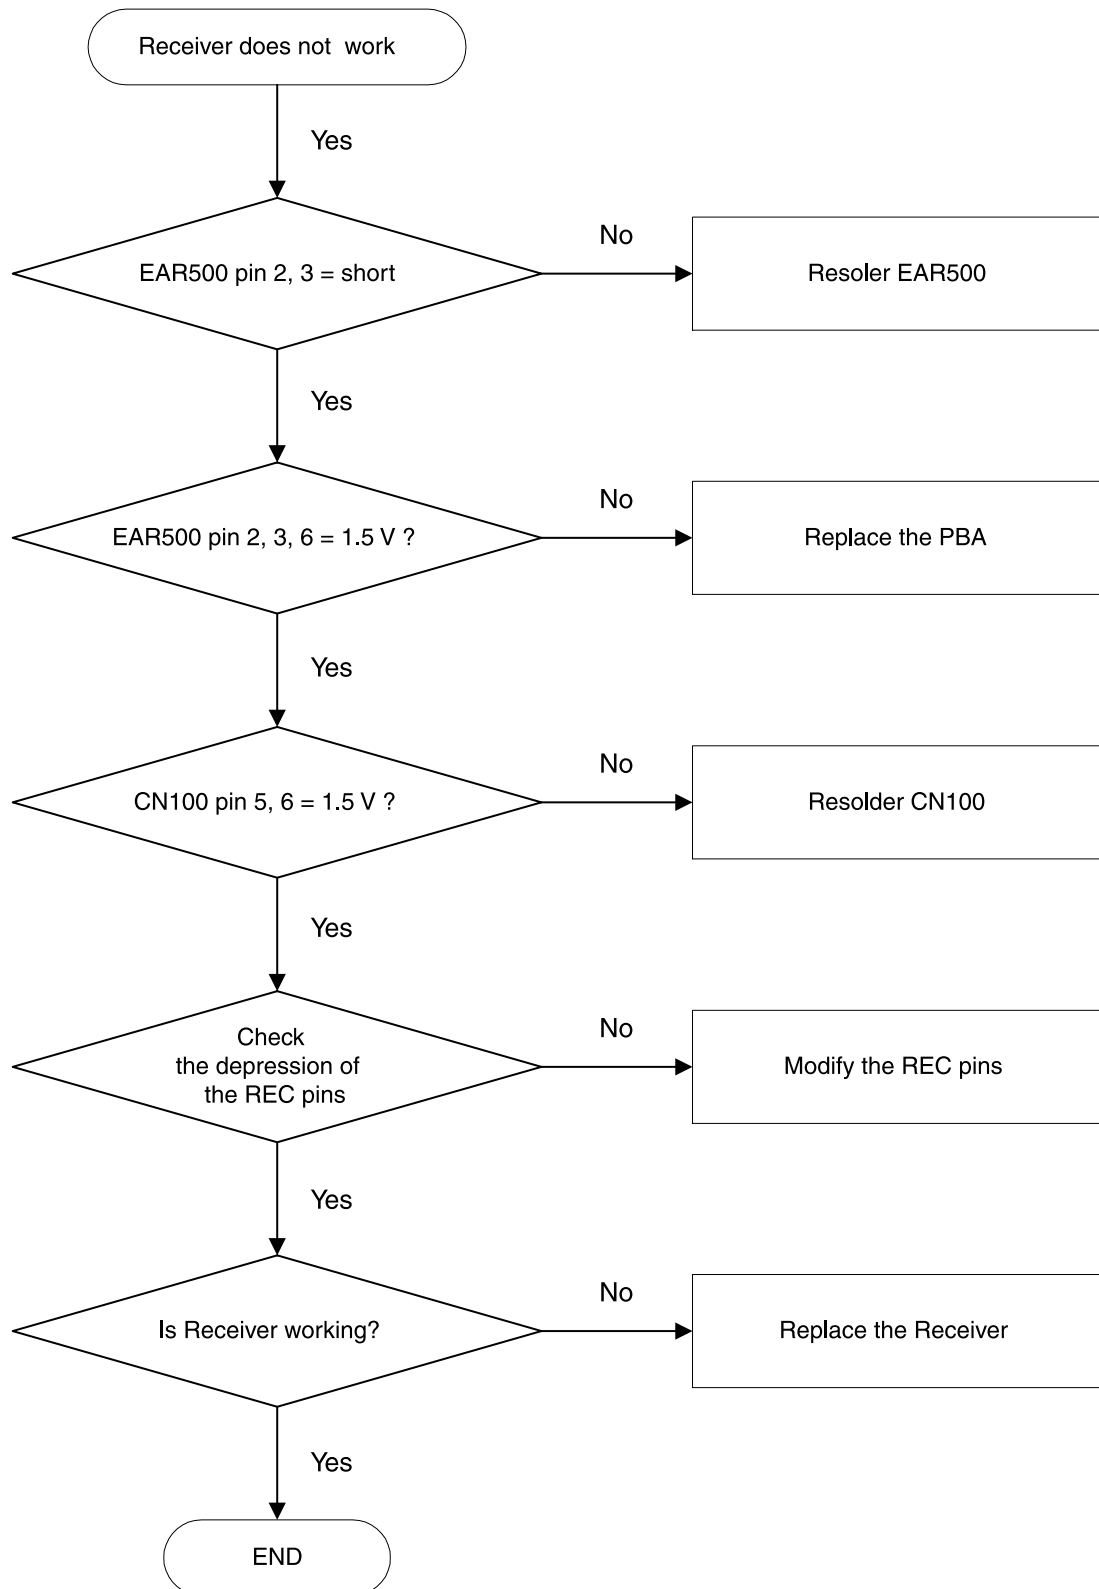 Receiver does not  work
Yes
EAR500 pin 2, 3 = short
No
Resoler EAR500
Yes
EAR500 pin 2, 3, 6 = 1.5 V ?
No
Replace the PBA
Yes
CN100 pin 5, 6 = 1.5 V ?
No
Resolder CN100
Yes
Check
the depression of
the REC pins
No
Modify the REC pins
Yes
Is Receiver working?
No
Replace the Receiver
Yes
END